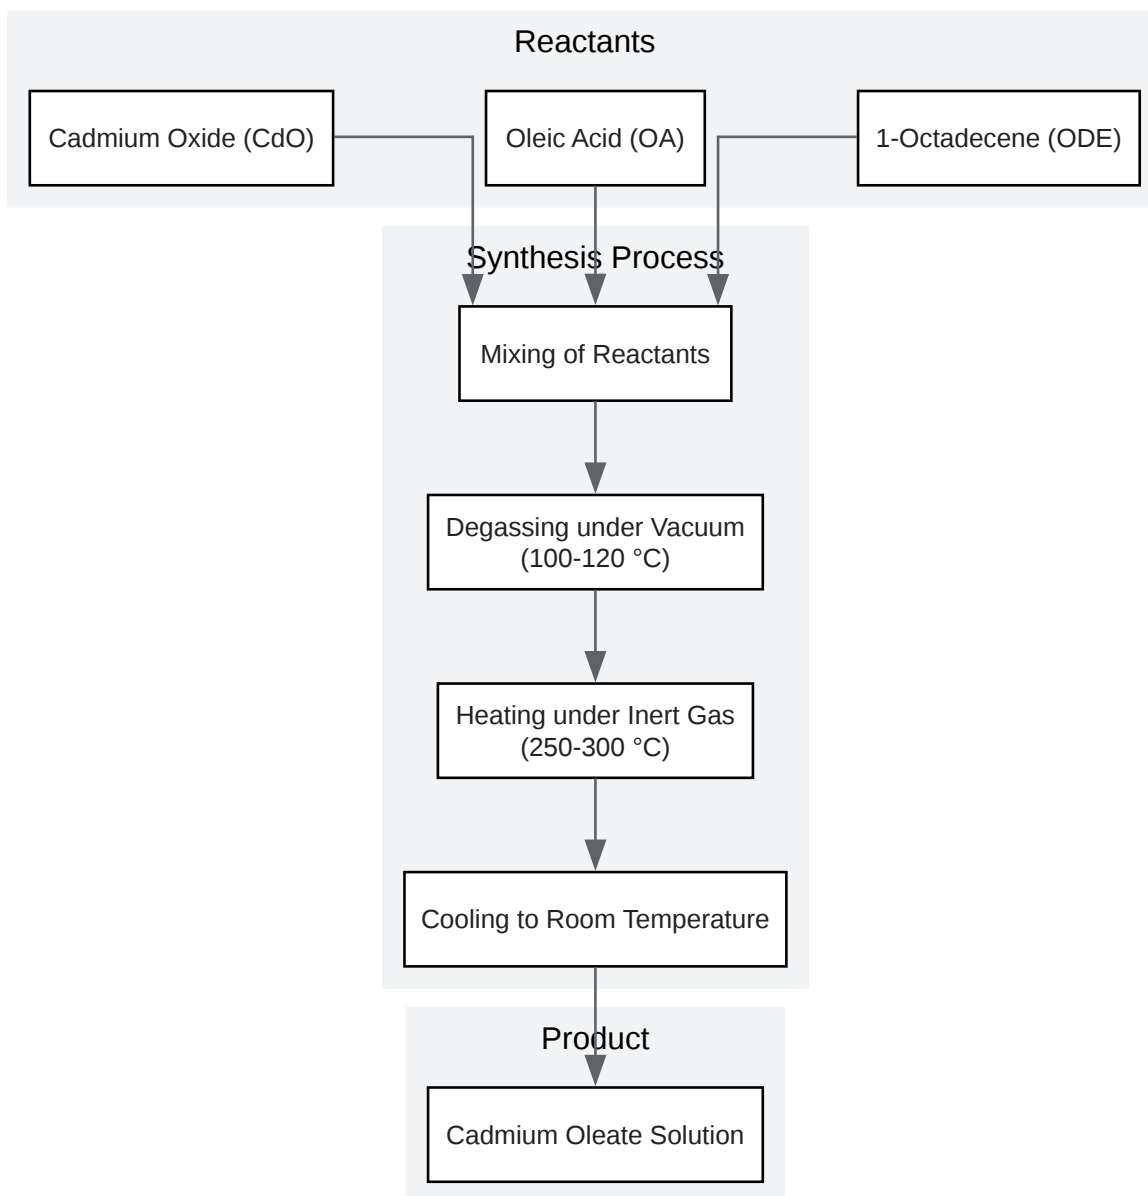 Reactants
Cadmium Oxide (CdO)
Oleic Acid (OA)
1-Octadecene (ODE)
Synthesis Process
Mixing of Reactants
Degassing under Vacuum
(100-120 °C)
Heating under Inert Gas
(250-300 °C)
Cooling to Room Temperature
Product
Cadmium Oleate Solution